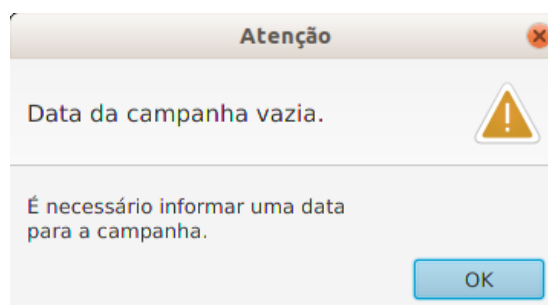 Atenção
Data da campanha vazia.
É necessário informar uma data
para a campanha.
OK